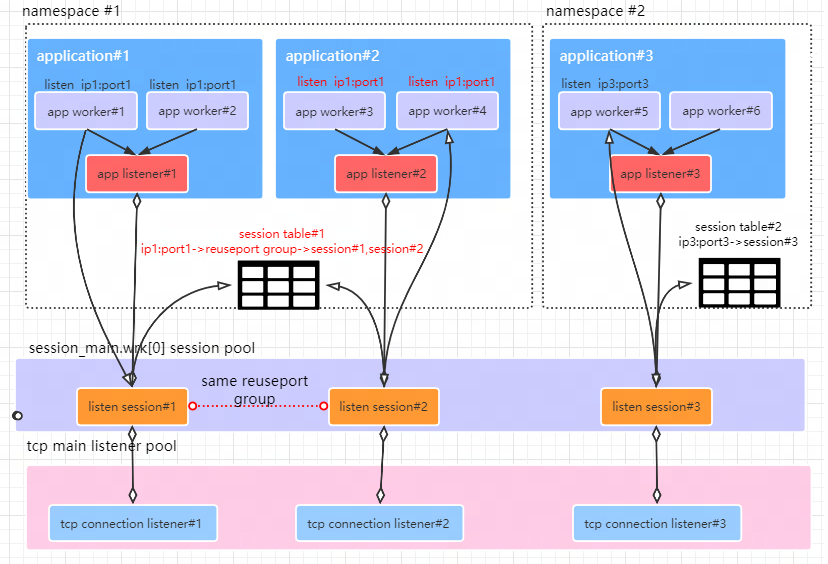 namespace #1
namespace #2
application#1
application#2
application#3
listen ip1:port1
listen ip1:port1
listen ip1:port1
listen ip1:port1
listen ip3:port3
app worker#1
app worker#2
app worker#3
app worker#4
app worker#5
app worker#6
app listener#1
app listener#2
app listener#3
session table#1
ip1:port1->reuseport group->session#1,session#2
session table#2
ip3:port3->session#3
session_main.wrk[0] session pool
listen session#1
same reuseport
group
listen session#2
listen session#3
tcp main listener pool
tcp connection listener#1
tcp connection listener#2
tcp connection listener#3